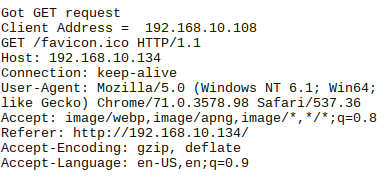 Got GET request
Client Address =  192.168.10.108
GET /favicon.ico HTTP/1.1
Host: 192.168.10.134
Connection: keep-alive
User-Agent: Mozilla/5.0 (Windows NT 6.1; Win64;
like Gecko) Chrome/71.0.3578.98 Safari/537.36
Accept: image/webp,image/apng,image/*,*/*;q=0.8
Referer: http://192.168.10.134/
Accept-Encoding: gzip, deflate
Accept-Language: en-US,en;q=0.9